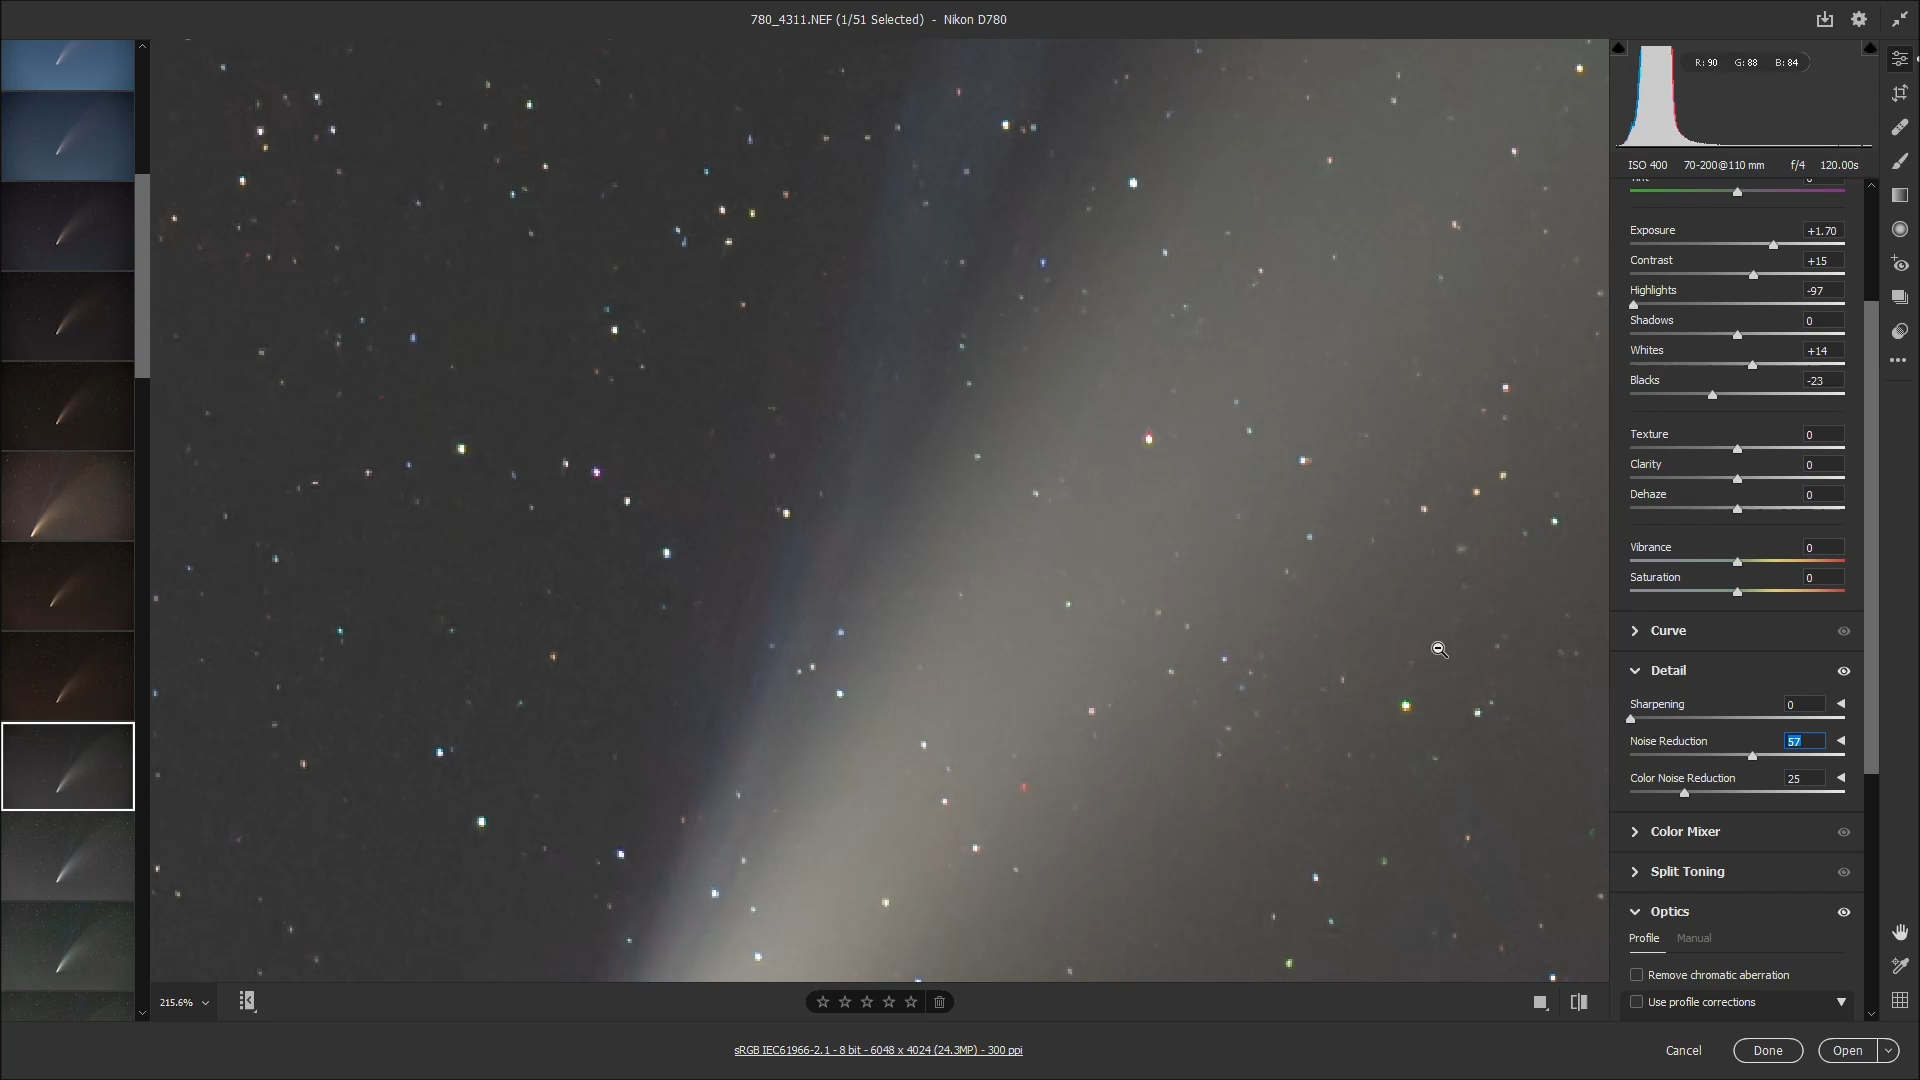 780_4311.NEF (1/51 Selected) - Nikon D780
R: 90 G: 88 B: 84
ISO 400 70-200@110 mm f/4 120.00s
Exposure +1.70
Contrast +15
Highlights -97
Shadows 0
Whites +14
Blacks -23
Texture 0
Clarity 0
Dehaze 0
Vibrance 0
Saturation 0
Curve
Detail
Sharpening 0
Noise Reduction 57
Color Noise Reduction 25
Color Mixer
Split Toning
Optics
Profile Manual
Remove chromatic aberration
Use profile corrections
215.6%
sRGB IEC61966-2.1 - 8 bit - 6048 x 4024 (24.3MP) - 300 ppi
Cancel Done Open